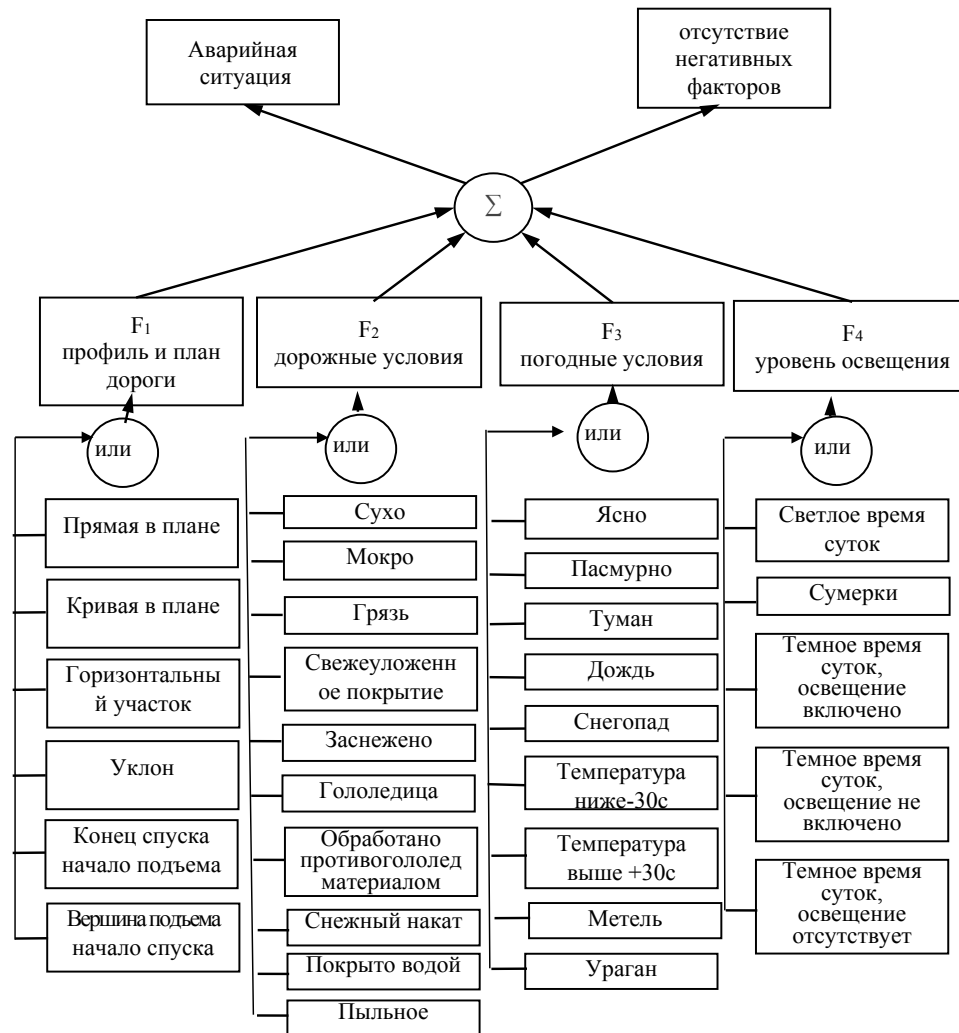 Аварийная
ситуация
отсутствие
негативных
факторов
Σ
F1
профиль и план
дороги
F2
дорожные условия
F3
погодные условия
F4
уровень освещения
или
или
или
или
Прямая в плане
Кривая в плане
Горизонтальны
й участок
Уклон
Конец спуска
начало подъема
Вершина подъема
начало спуска
Сухо
Мокро
Грязь
Свежеуложенн
ое покрытие
Заснежено
Гололедица
Обработано
противогололед
материалом
Снежный накат
Покрыто водой
Пыльное
Ясно
Пасмурно
Туман
Дождь
Снегопад
Температура
ниже-30с
Температура
выше +30с
Метель
Ураган
Светлое время
суток
Сумерки
Темное время
суток,
освещение
включено
Темное время
суток,
освещение не
включено
Темное время
суток,
освещение
отсутствует